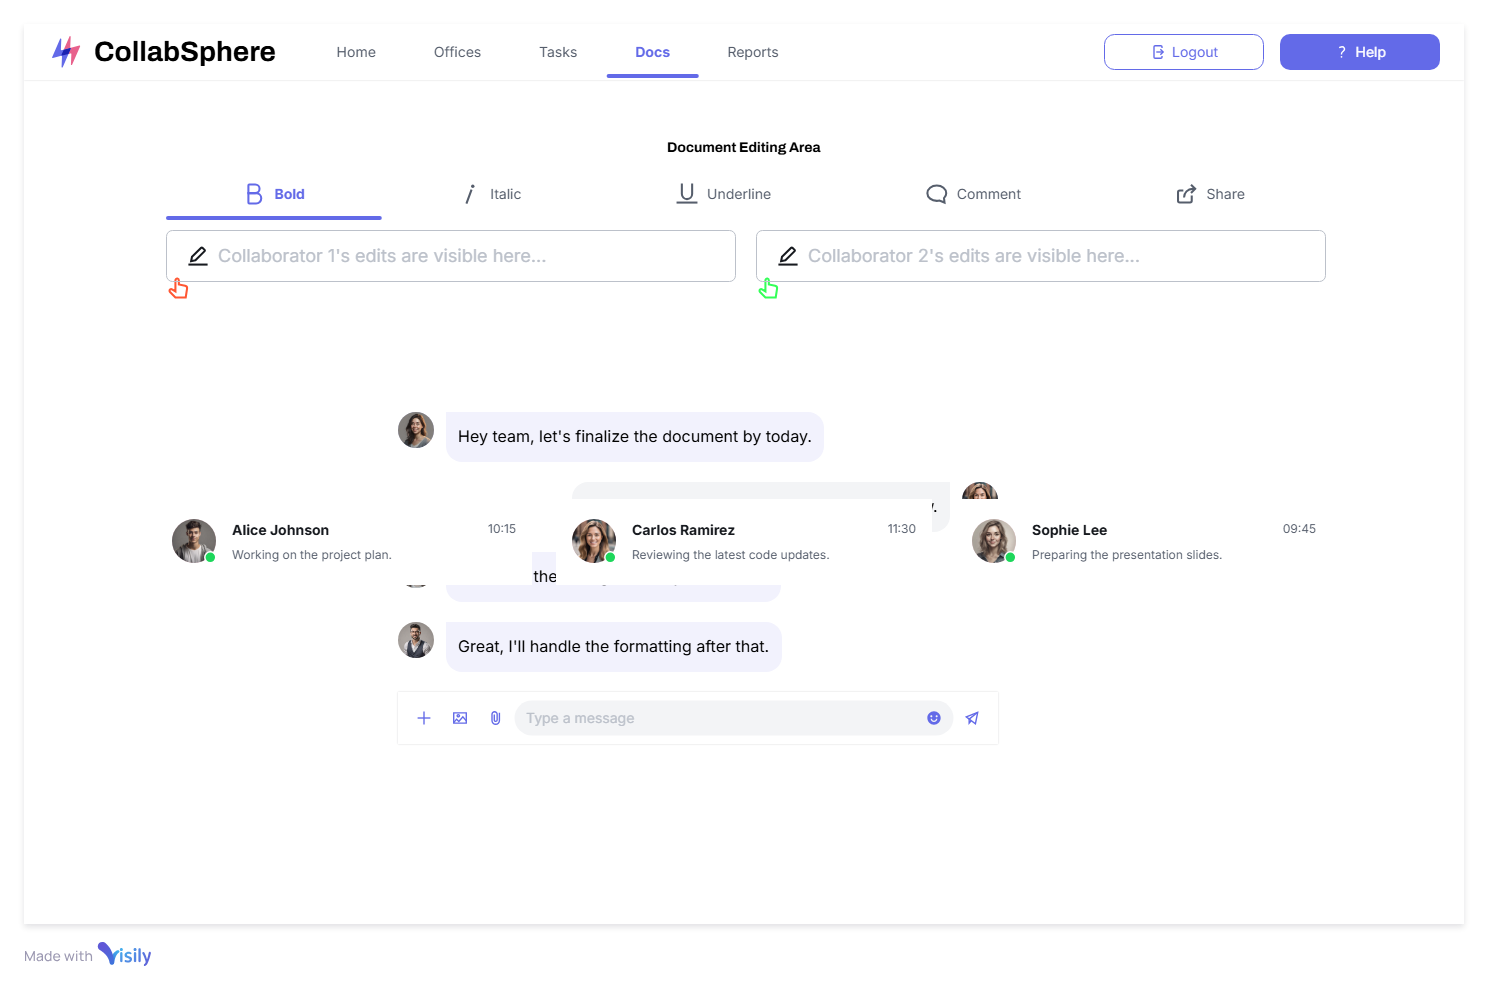 CollabSphere Home Offices Tasks Docs Reports Logout ? Help
Document Editing Area
Bold Italic Underline Comment Share
Collaborator 1's edits are visible here...
Collaborator 2's edits are visible here...
Hey team, let's finalize the document by today.
Alice Johnson 10:15
Working on the project plan.
Carlos Ramirez 11:30
Reviewing the latest code updates.
Sophie Lee 09:45
Preparing the presentation slides.
the
Great, I'll handle the formatting after that.
Type a message
Made with Visily